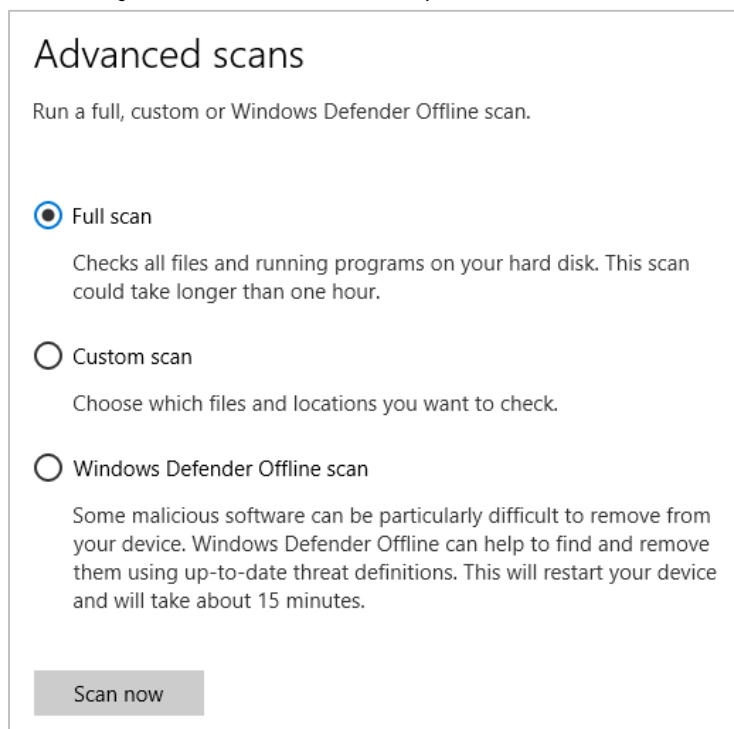 Advanced scans
Run a full, custom or Windows Defender Offline scan.
Full scan
Checks all files and running programs on your hard disk. This scan
could take longer than one hour.
Custom scan
Choose which files and locations you want to check.
Windows Defender Offline scan
Some malicious software can be particularly difficult to remove from
your device. Windows Defender Offline can help to find and remove
them using up-to-date threat definitions. This will restart your device
and will take about 15 minutes.
Scan now